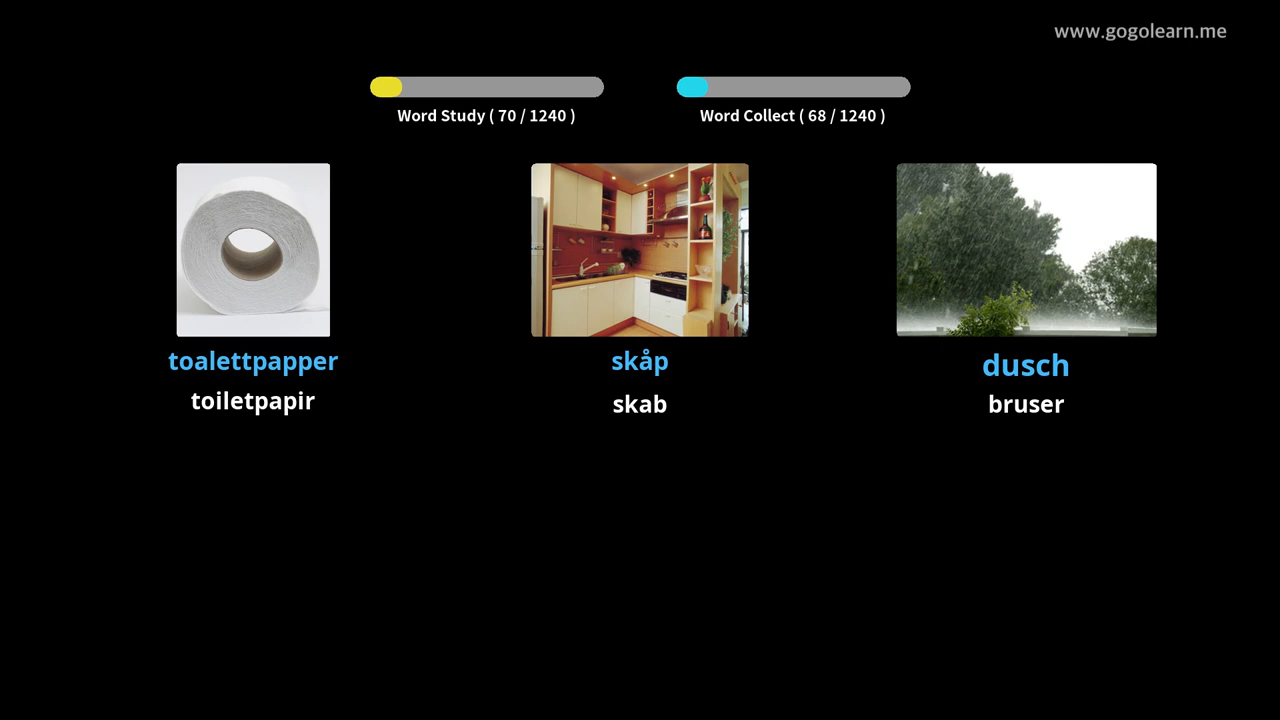 www.gogolearn.me
Word Study ( 70 / 1240 )
Word Collect ( 68 / 1240 )
toalettpapper
toiletpapir
skåp
skab
dusch
bruser